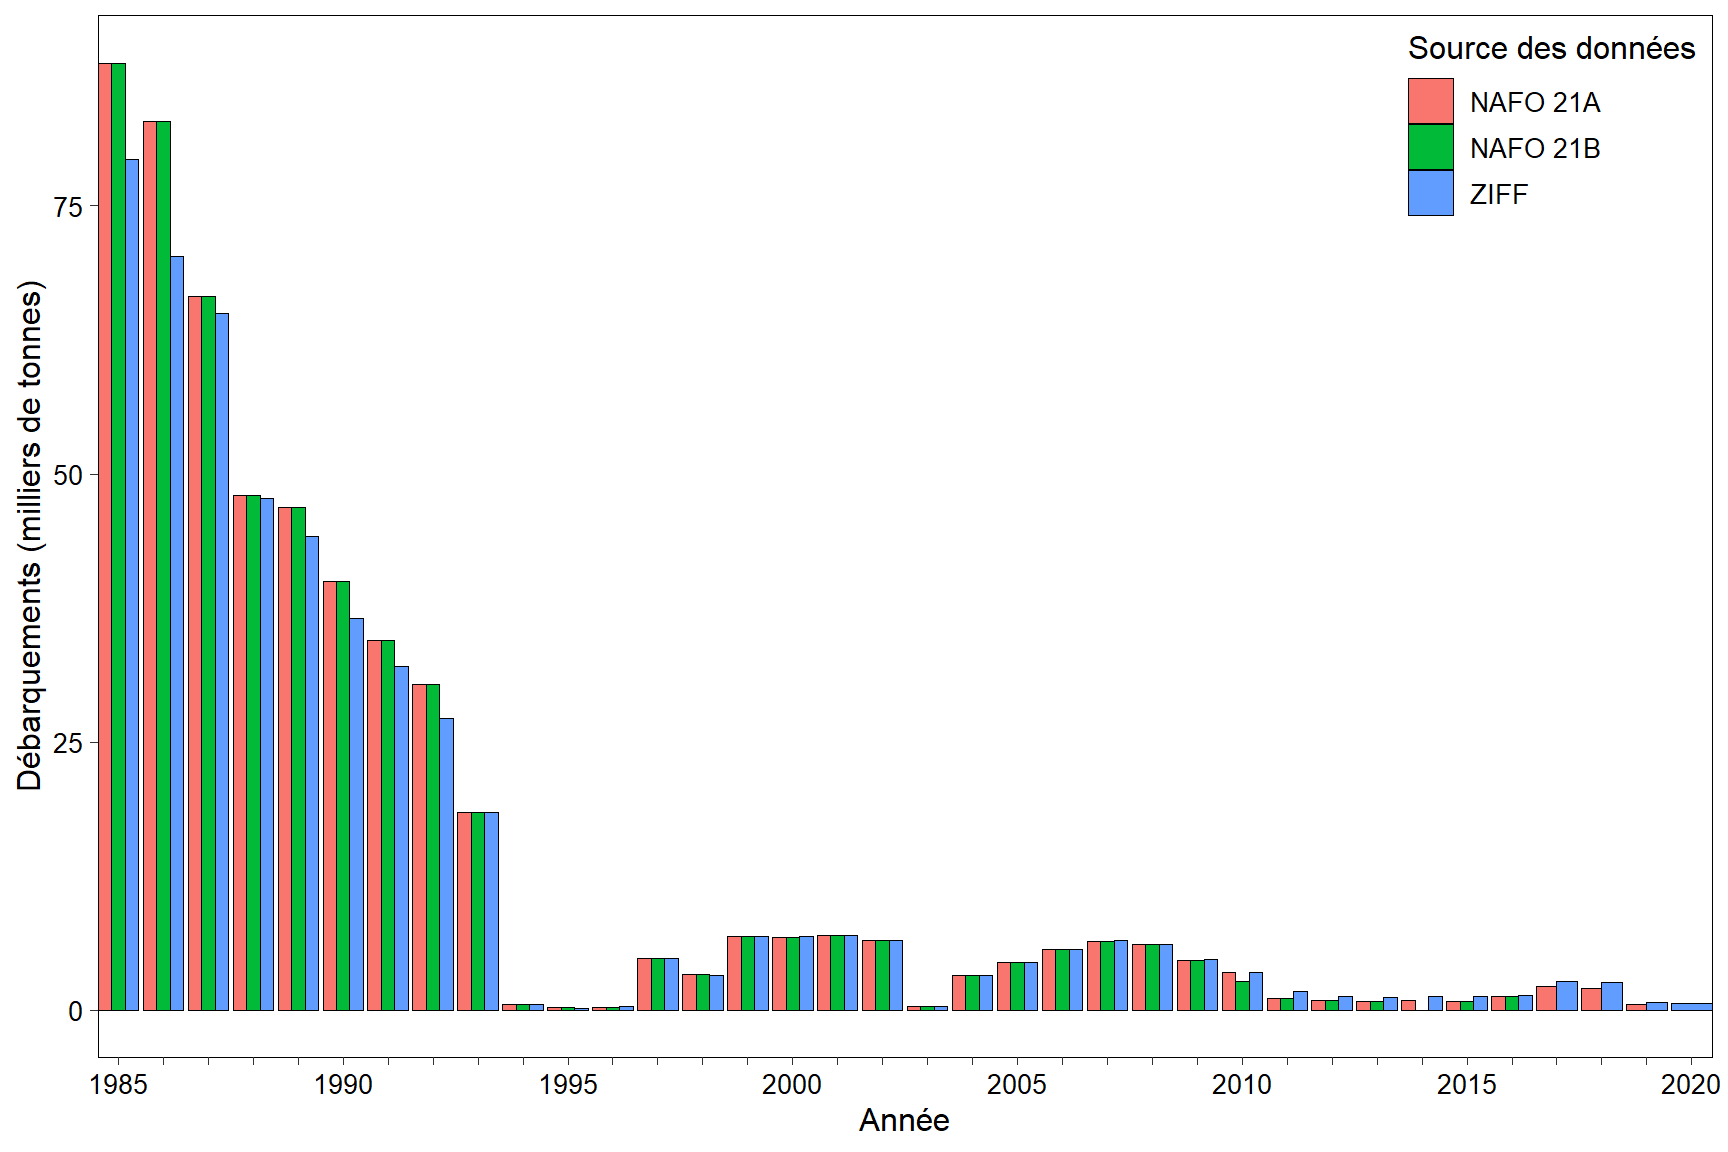 Source des données
NAFO 21A
NAFO 21B
ZIFF
75
50
25
0
Débarquements (milliers de tonnes)
1985 1990 1995 2000 2005 2010 2015 2020
Année